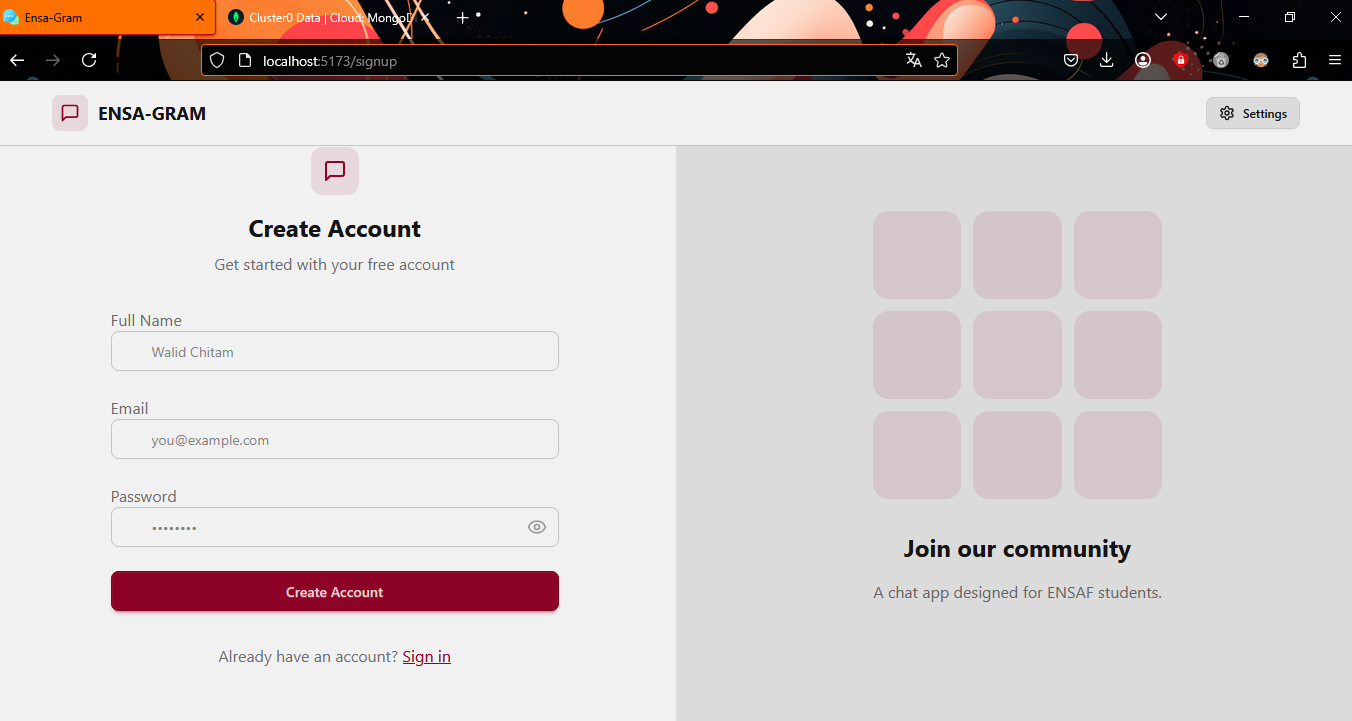 Ensa-Gram
Cluster0 Data | Cloud: MongoD
localhost:5173/signup
ENSA-GRAM
Settings
Create Account
Get started with your free account
Full Name
Walid Chitam
Email
you@example.com
Password
••••••••
Create Account
Already have an account? Sign in
Join our community
A chat app designed for ENSAF students.